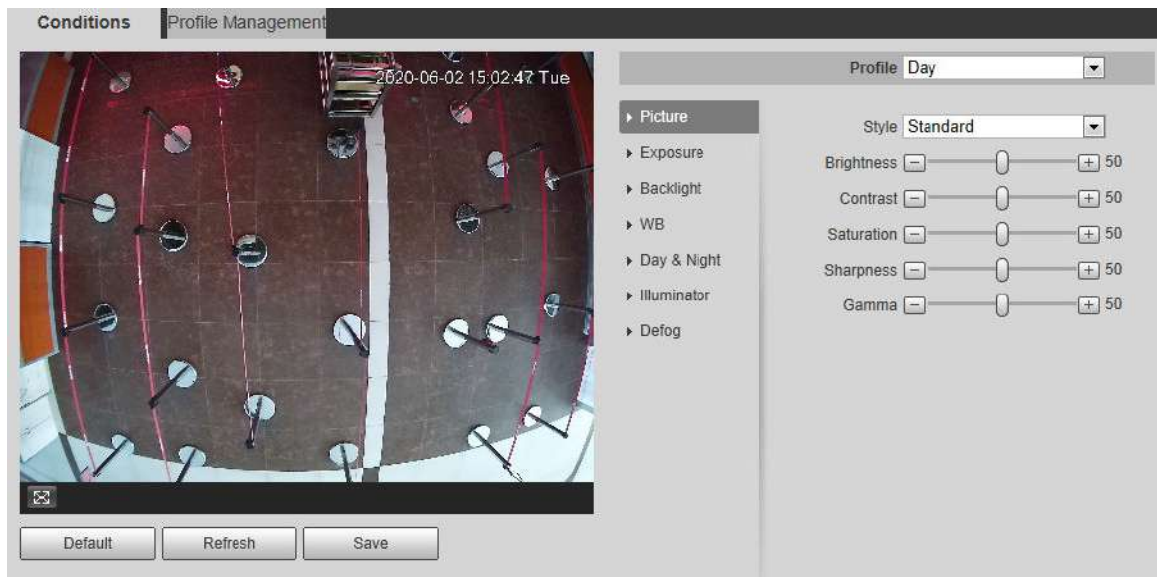 Conditions
Profile Management
2020-06-02 15:02:47 Tue
Profile Day
Picture
Exposure
Backlight
WB
Day & Night
Illuminator
Defog
Style Standard
Brightness 50
Contrast 50
Saturation 50
Sharpness 50
Gamma 50
Default
Refresh
Save